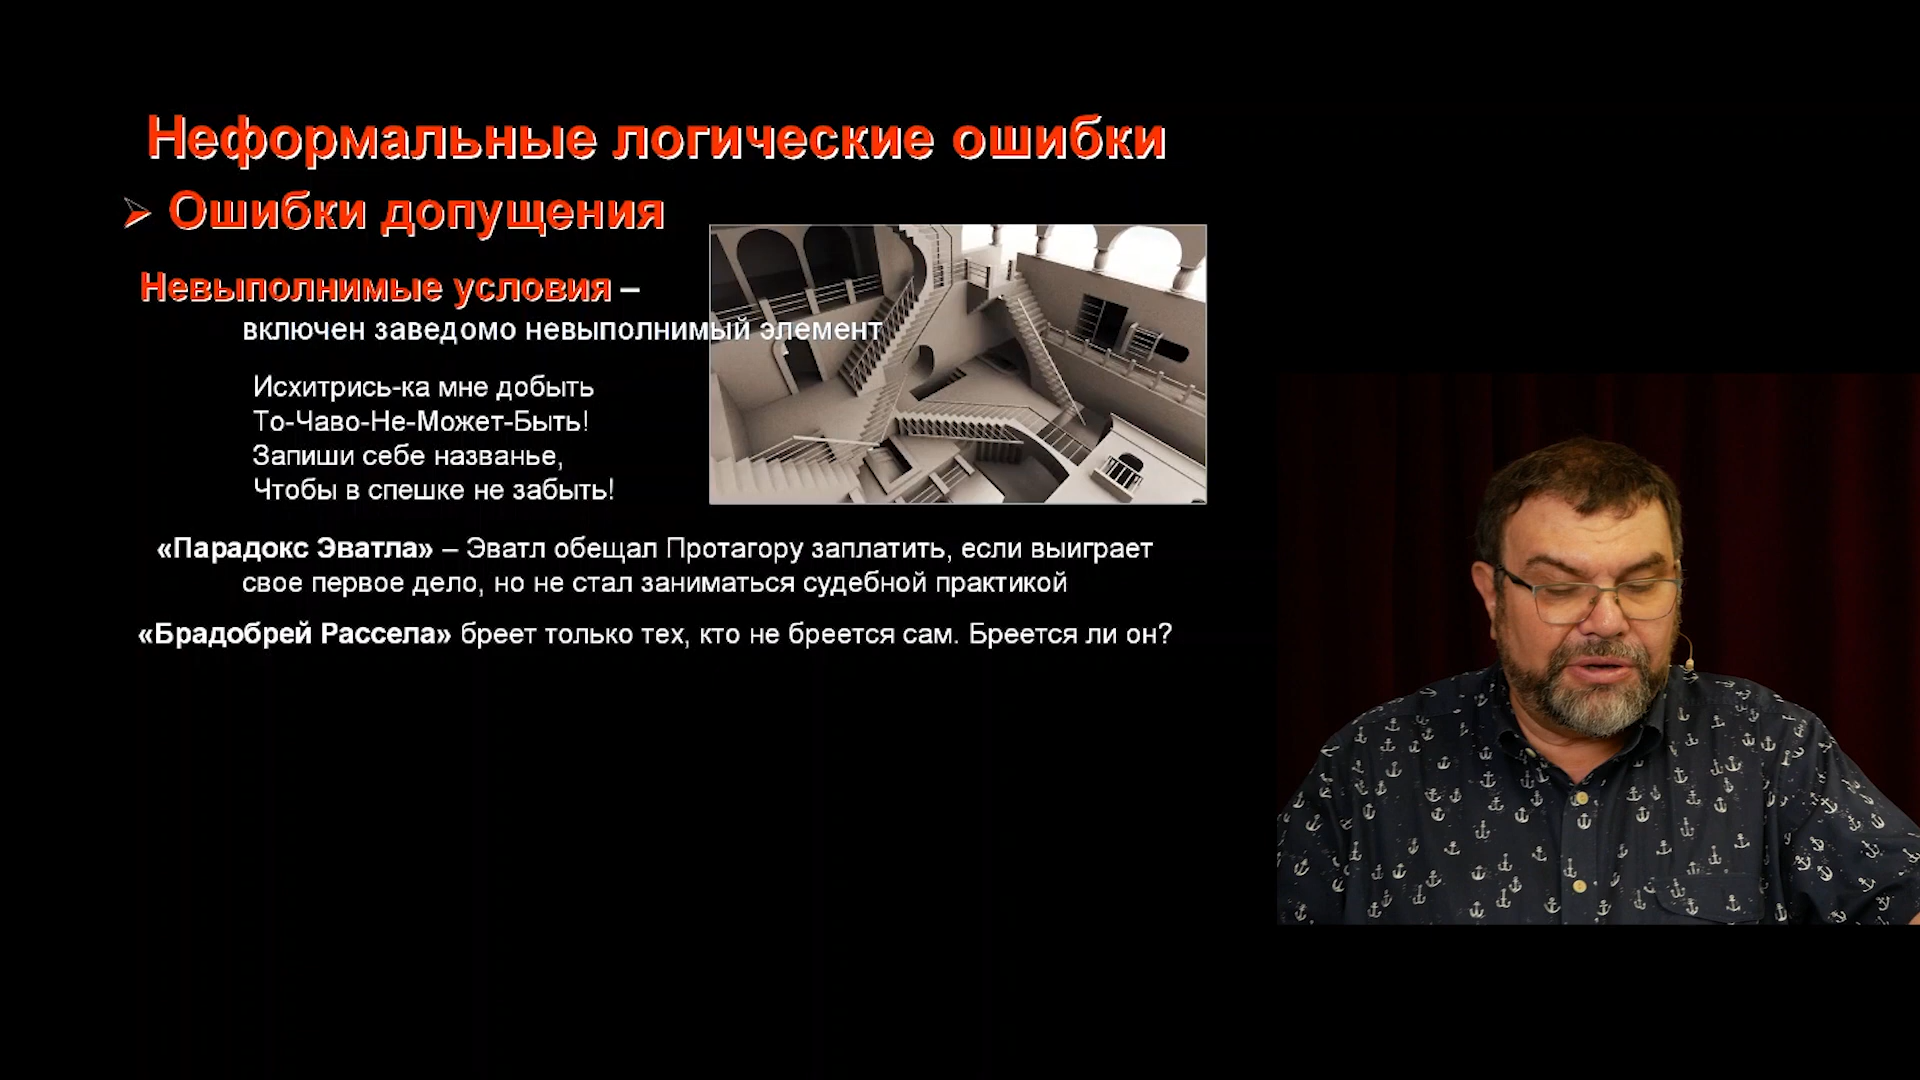 Неформальные логические ошибки
Ошибки допущения
Невыполнимые условия –
включен заведомо невыполнимый элемент
Исхитрись-ка мне добыть
То-Чаво-Не-Может-Быть!
Запиши себе названье,
Чтобы в спешке не забыть!
«Парадокс Эватла» – Эватл обещал Протагору заплатить, если выиграет
свое первое дело, но не стал заниматься судебной практикой
«Брадобрей Рассела» бреет только тех, кто не бреется сам. Бреется ли он?